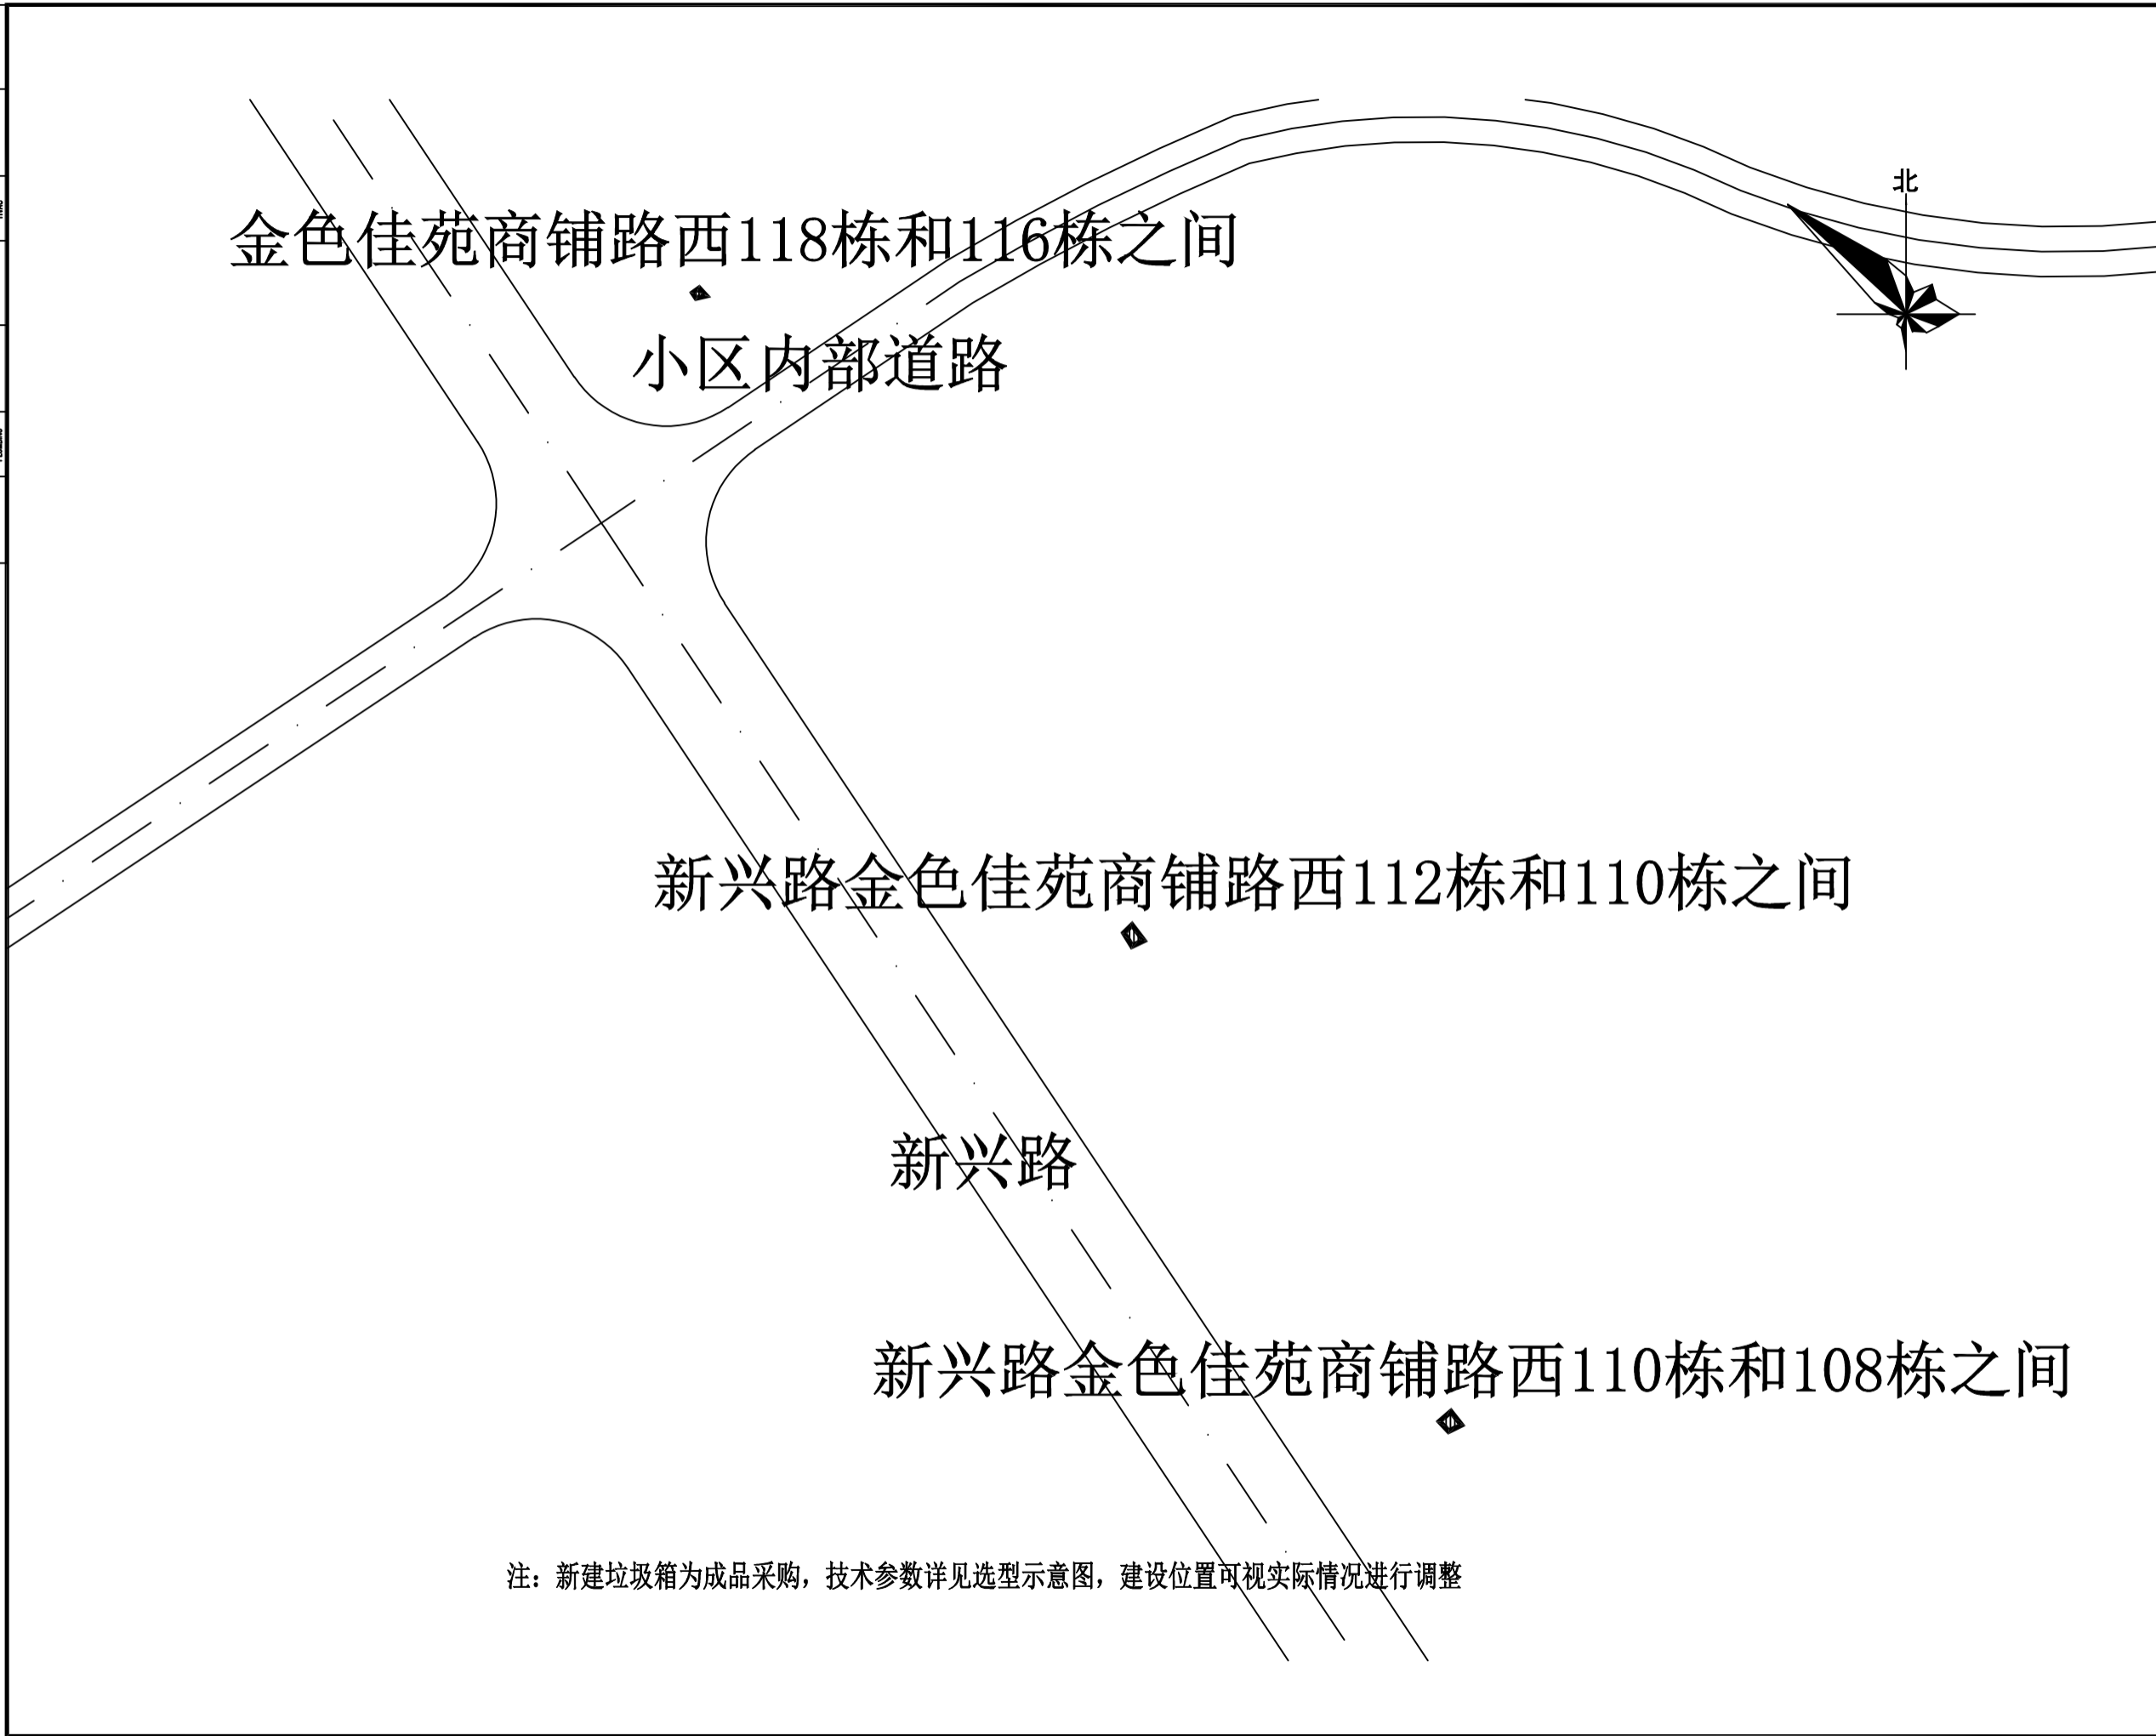 北
金色佳苑商铺路西118栋和116栋之间
小区内部道路
新兴路金色佳苑商铺路西112栋和110栋之间
新兴路
新兴路金色佳苑商铺路西110栋和108栋之间
注：新建垃圾箱为成品采购，技术参数详见选型示意图，建设位置可视实际情况进行调整